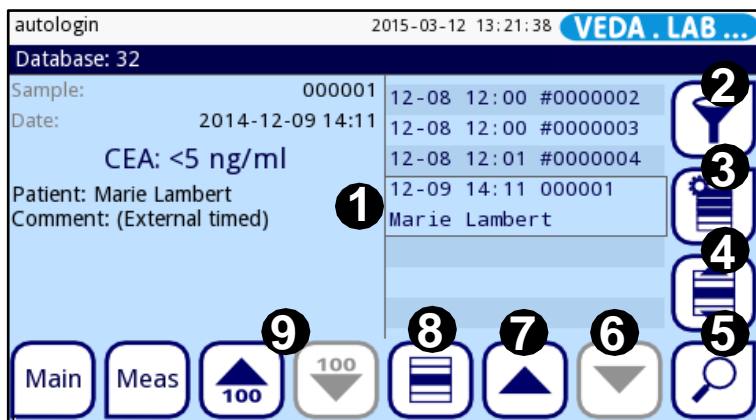 autologin 2015-03-12 13:21:38 VEDA . LAB ...
Database: 32
Sample: 000001
Date: 2014-12-09 14:11
CEA: <5 ng/ml
Patient: Marie Lambert
Comment: (External timed)
12-08 12:00 #0000002
12-08 12:00 #0000003
12-08 12:01 #0000004
12-09 14:11 000001
Marie Lambert
1
2
3
4
5
6
7
8
9
Main
Meas
100
100